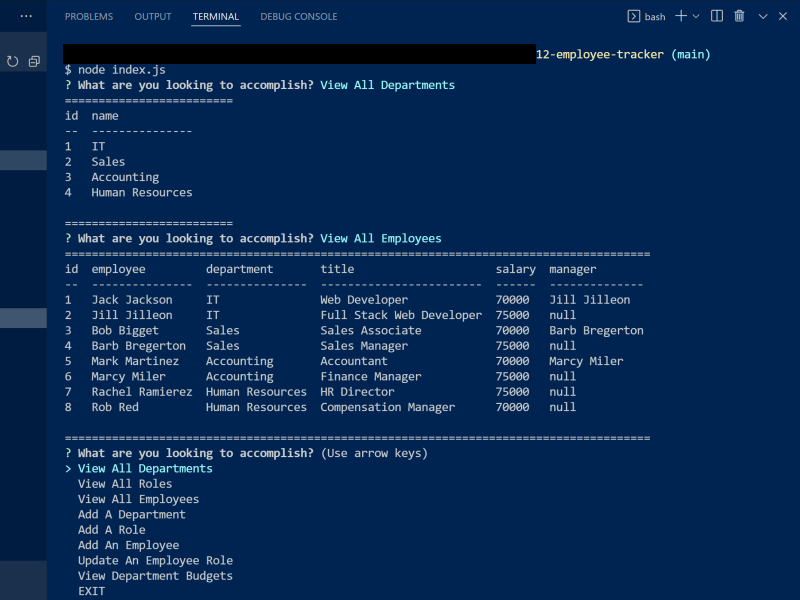 PROBLEMS OUTPUT TERMINAL DEBUG CONSOLE bash
12-employee-tracker (main)
$ node index.js
? What are you looking to accomplish? View All Departments
=========================
id  name
--  ---------------
1   IT
2   Sales
3   Accounting
4   Human Resources
=========================
? What are you looking to accomplish? View All Employees
=======================================================================================
id  employee         department       title                     salary  manager
--  ---------------  ---------------  ------------------------  ------  --------------
1   Jack Jackson     IT               Web Developer             70000   Jill Jilleon
2   Jill Jilleon     IT               Full Stack Web Developer  75000   null
3   Bob Bigget       Sales            Sales Associate           70000   Barb Bregerton
4   Barb Bregerton   Sales            Sales Manager             75000   null
5   Mark Martinez    Accounting       Accountant                70000   Marcy Miler
6   Marcy Miler      Accounting       Finance Manager           75000   null
7   Rachel Ramierez  Human Resources  HR Director               75000   null
8   Rob Red          Human Resources  Compensation Manager      70000   null
=======================================================================================
? What are you looking to accomplish? (Use arrow keys)
> View All Departments
View All Roles
View All Employees
Add A Department
Add A Role
Add An Employee
Update An Employee Role
View Department Budgets
EXIT